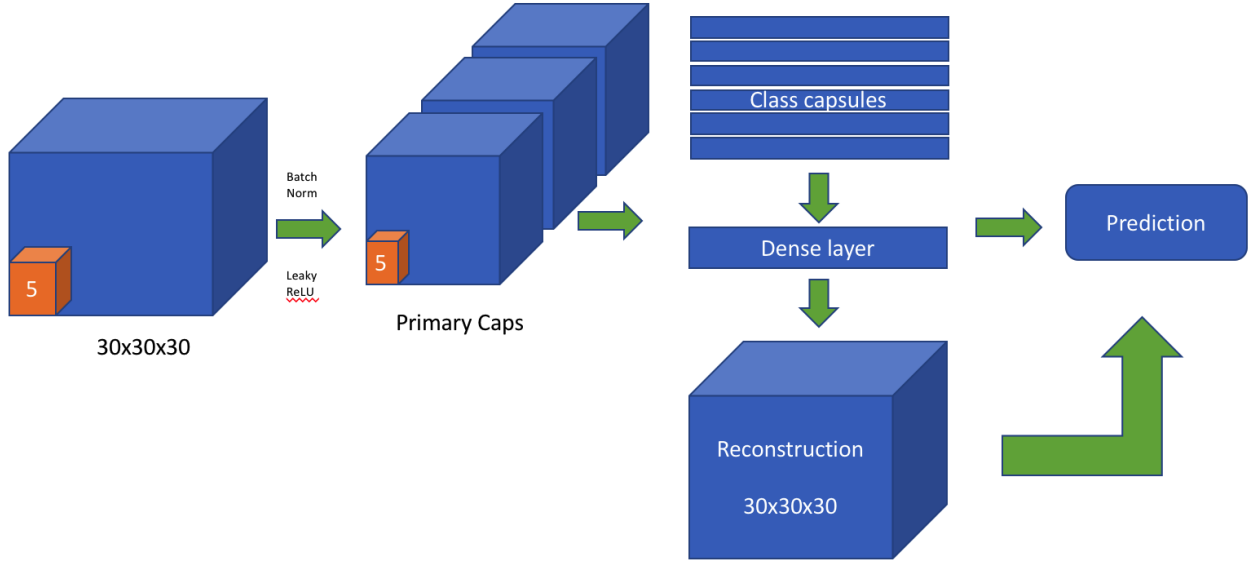 5
30x30x30
Batch
Norm
Leaky
ReLU
5
Primary Caps
Class capsules
Dense layer
Reconstruction
30x30x30
Prediction